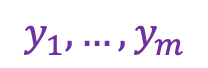 y₁, …, yₘ